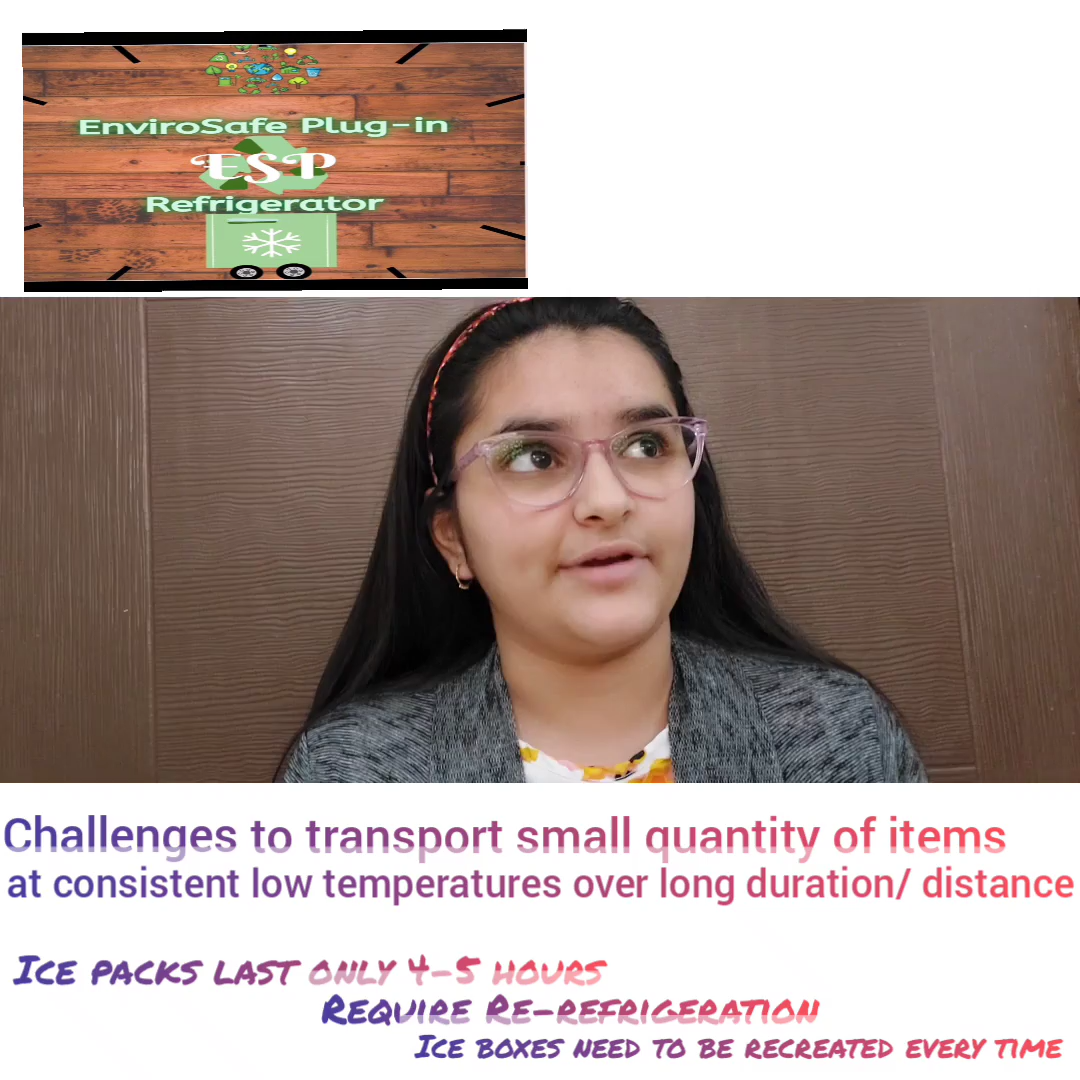 EnviroSafe Plug-in
ESP
Refrigerator
Challenges to transport small quantity of items
at consistent low temperatures over long duration/ distance
Ice packs last only 4-5 hours
Require Re-refrigeration
Ice boxes need to be recreated every time